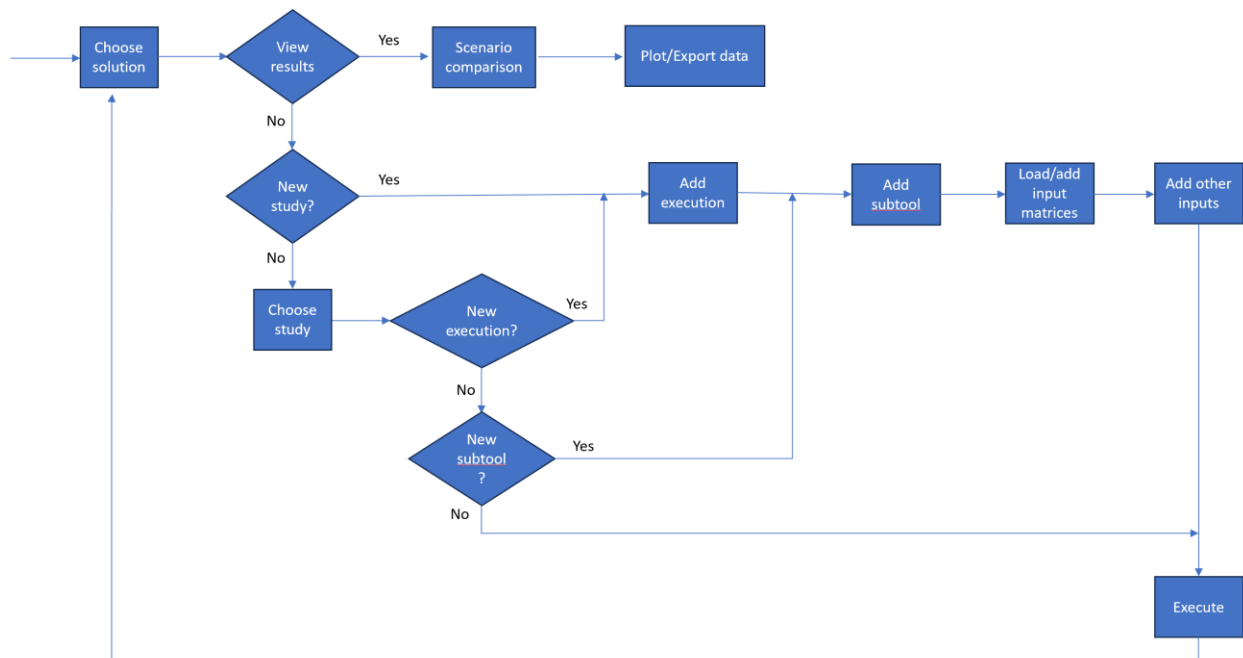 Choose
solution
View
results
Yes
Scenario
comparison
Plot/Export data
No
New
study?
Yes
Add
execution
Add
subtool
Load/add
input
matrices
Add other
inputs
No
Choose
study
New
execution?
Yes
No
New
subtool
?
Yes
No
Execute